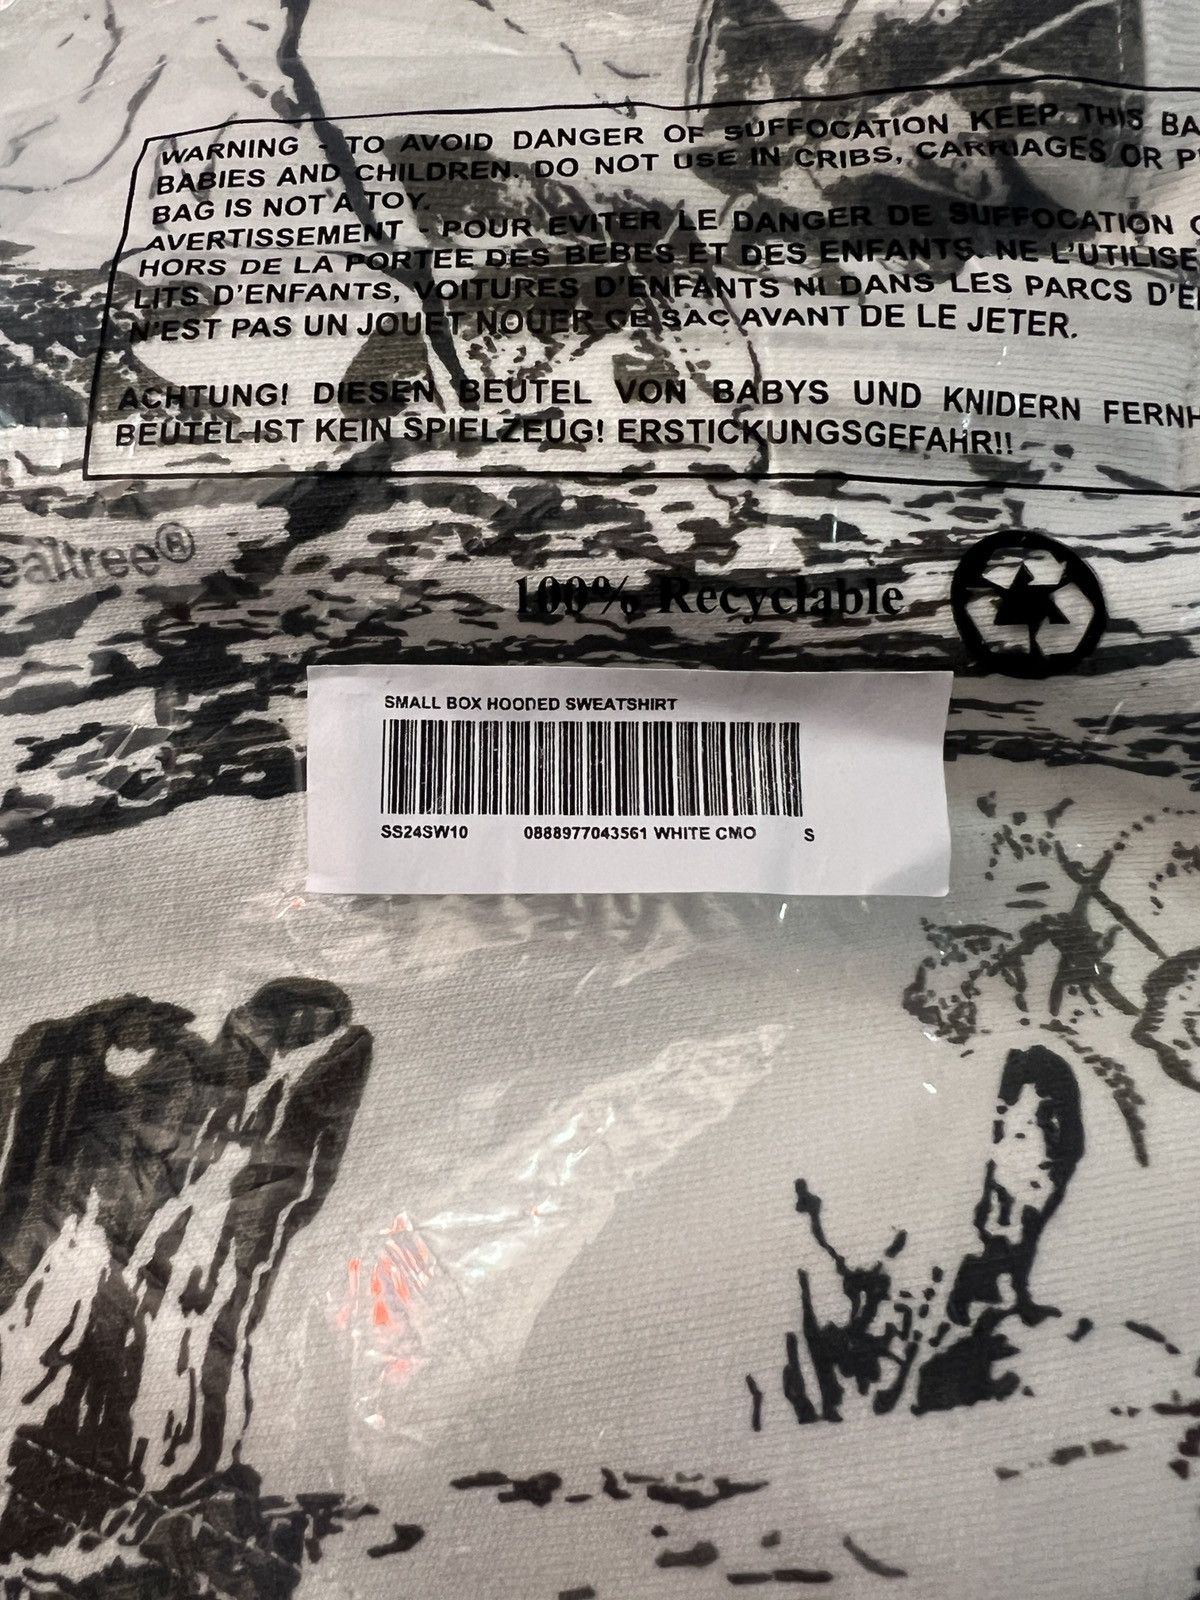 WARNING - TO AVOID DANGER OF SUFFOCATION KEEP THIS BA
BABIES AND CHILDREN. DO NOT USE IN CRIBS, CARRIAGES OR P
BAG IS NOT A TOY.
AVERTISSEMENT - POUR EVITER LE DANGER DE SUFFOCATION
HORS DE LA PORTEE DES BEBES ET DES ENFANTS. NE L'UTILISE
LITS D'ENFANTS, VOITURES D'ENFANTS NI DANS LES PARCS D'E
N'EST PAS UN JOUET NOUER CE SAC AVANT DE LE JETER.
ACHTUNG! DIESEN BEUTEL VON BABYS UND KNIDERN FERNH
BEUTEL IST KEIN SPIELZEUG! ERSTICKUNGSGEFAHR!!
ealtree®
100% Recyclable
SMALL BOX HOODED SWEATSHIRT
SS24SW10 0888977043561 WHITE CMO S